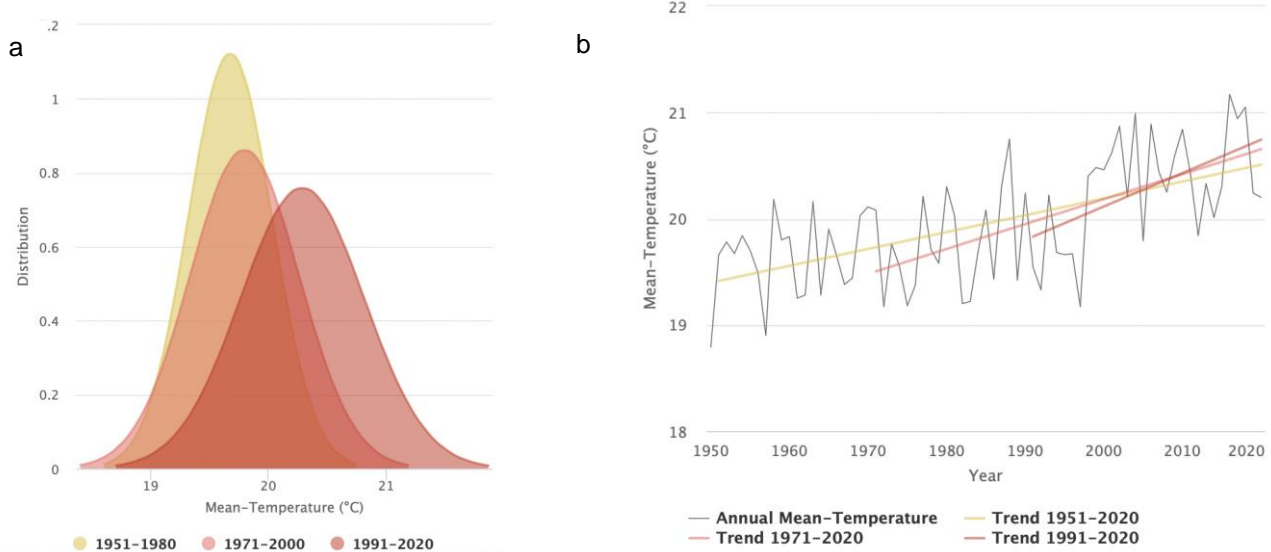 a
.2
1
0.8
0.6
0.4
0.2
0
Distribution
19 20 21
Mean-Temperature (°C)
1951-1980 1971-2000 1991-2020
b
22
21
20
19
18
Mean-Temperature (°C)
1950 1960 1970 1980 1990 2000 2010 2020
Year
Annual Mean-Temperature Trend 1951-2020
Trend 1971-2020 Trend 1991-2020